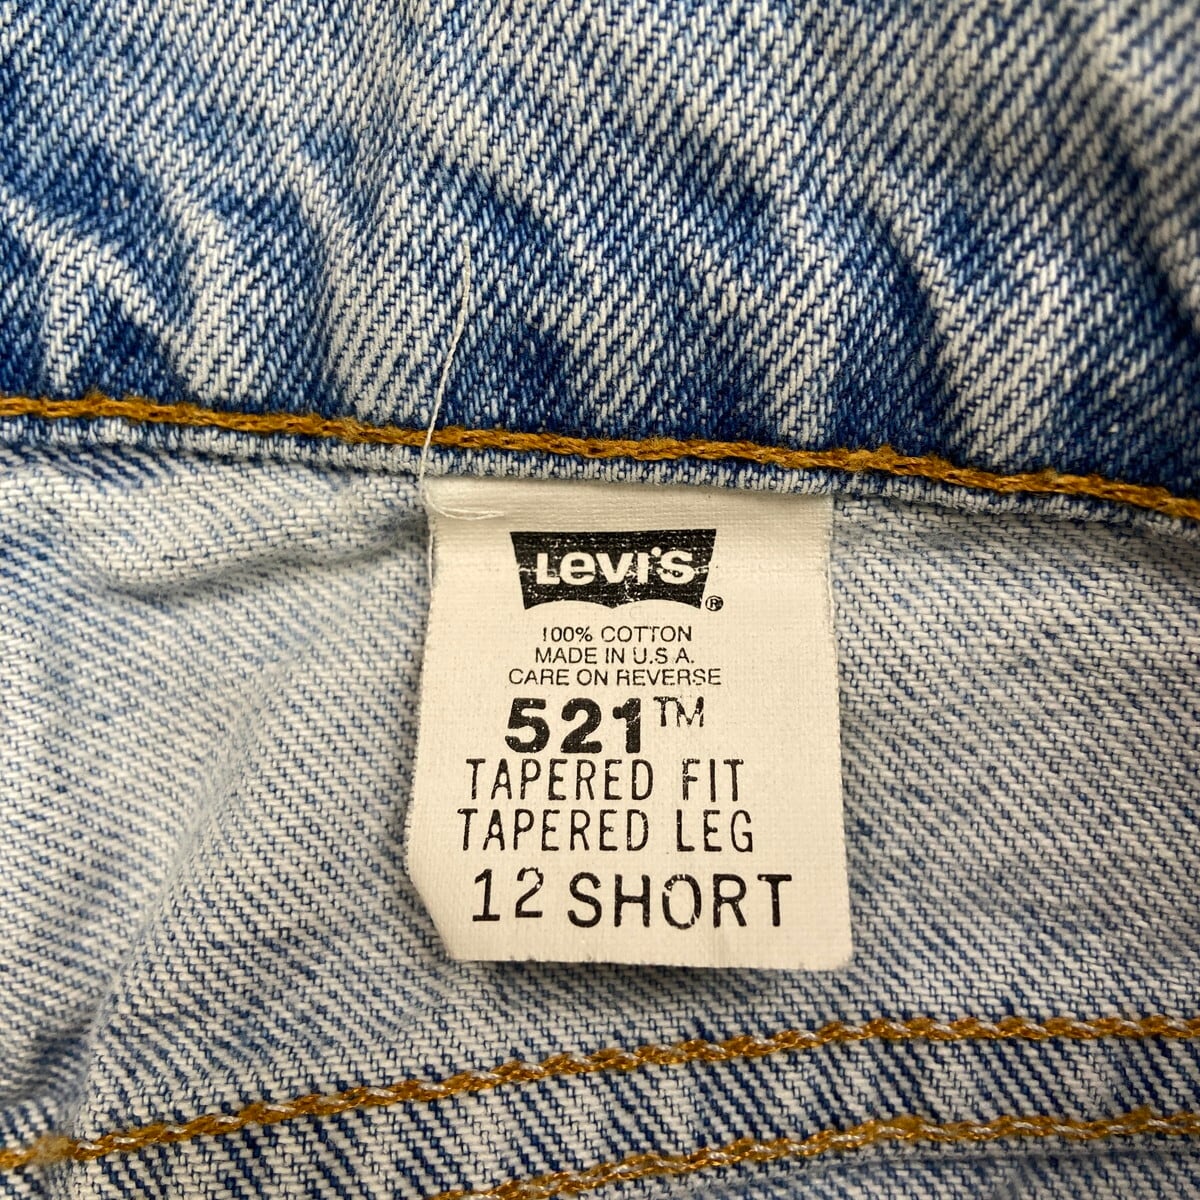 LEVI'S ®
100% COTTON
MADE IN U.S.A.
CARE ON REVERSE
521™
TAPERED FIT
TAPERED LEG
12 SHORT